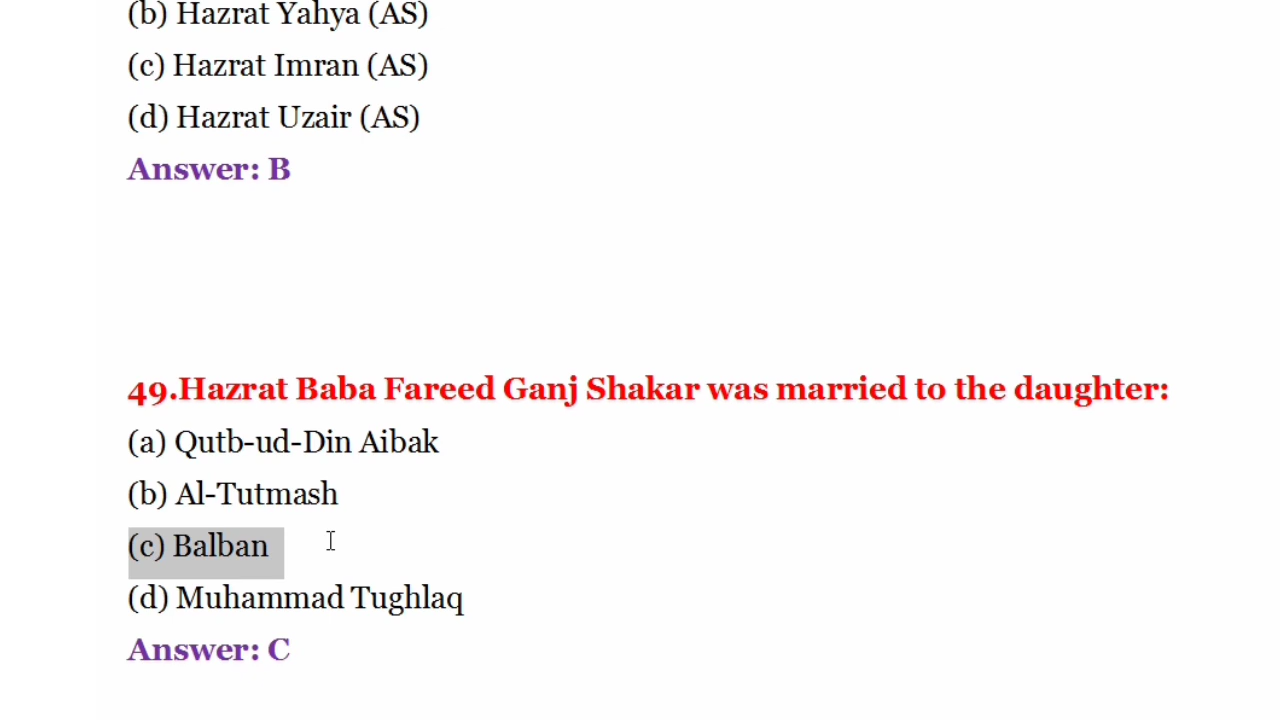 (b) Hazrat Yahya (AS)
(c) Hazrat Imran (AS)
(d) Hazrat Uzair (AS)
Answer: B
49.Hazrat Baba Fareed Ganj Shakar was married to the daughter:
(a) Qutb-ud-Din Aibak
(b) Al-Tutmash
(c) Balban
(d) Muhammad Tughlaq
Answer: C